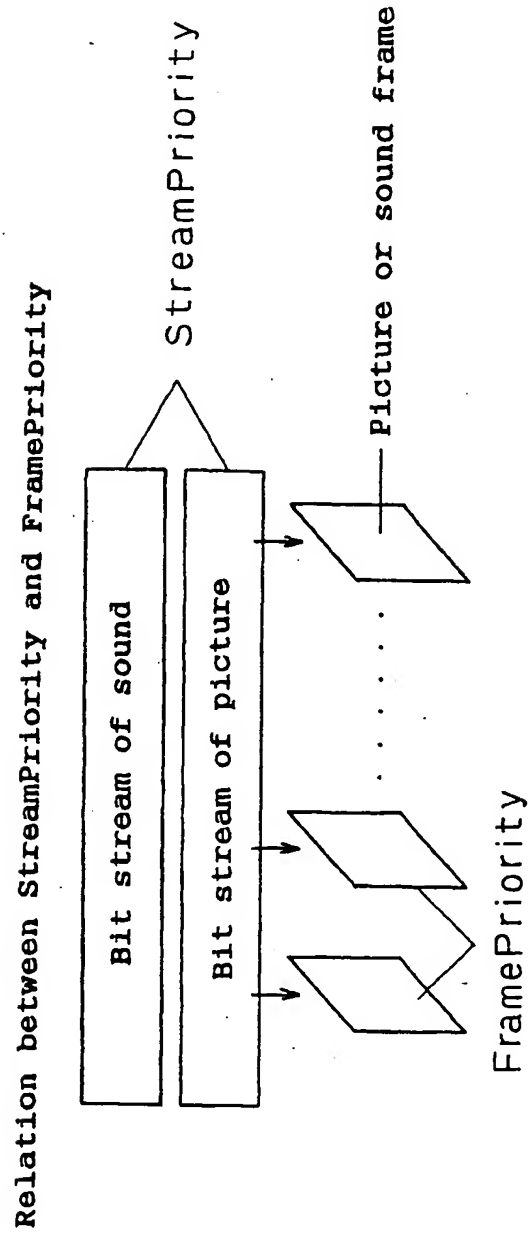 Relation between StreamPriority and FramePriority
Bit stream of sound
StreamPriority
Bit stream of picture
Picture or sound frame
FramePriority